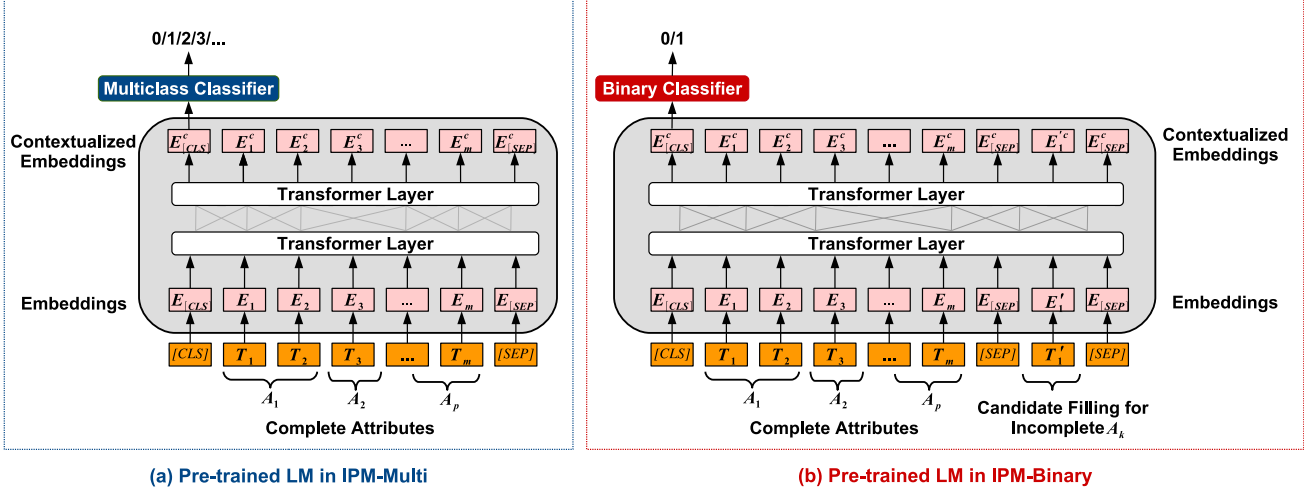 0/1/2/3/...
Multiclass Classifier
Contextualized
Embeddings
E^c_[CLS] E^c_1 E^c_2 E^c_3 ... E^c_m E^c_[SEP]
Transformer Layer
Transformer Layer
Embeddings
E_[CLS] E_1 E_2 E_3 ... E_m E_[SEP]
[CLS] T_1 T_2 T_3 ... T_m [SEP]
A_1 A_2 A_p
Complete Attributes
(a) Pre-trained LM in IPM-Multi
0/1
Binary Classifier
Contextualized
Embeddings
E^c_[CLS] E^c_1 E^c_2 E^c_3 ... E^c_m E^c_[SEP] E^'c_1 E^c_[SEP]
Transformer Layer
Transformer Layer
Embeddings
E_[CLS] E_1 E_2 E_3 ... E_m E_[SEP] E' E_[SEP]
[CLS] T_1 T_2 T_3 ... T_m [SEP] T'_1 [SEP]
A_1 A_2 A_p
Complete Attributes
Candidate Filling for
Incomplete A_k
(b) Pre-trained LM in IPM-Binary